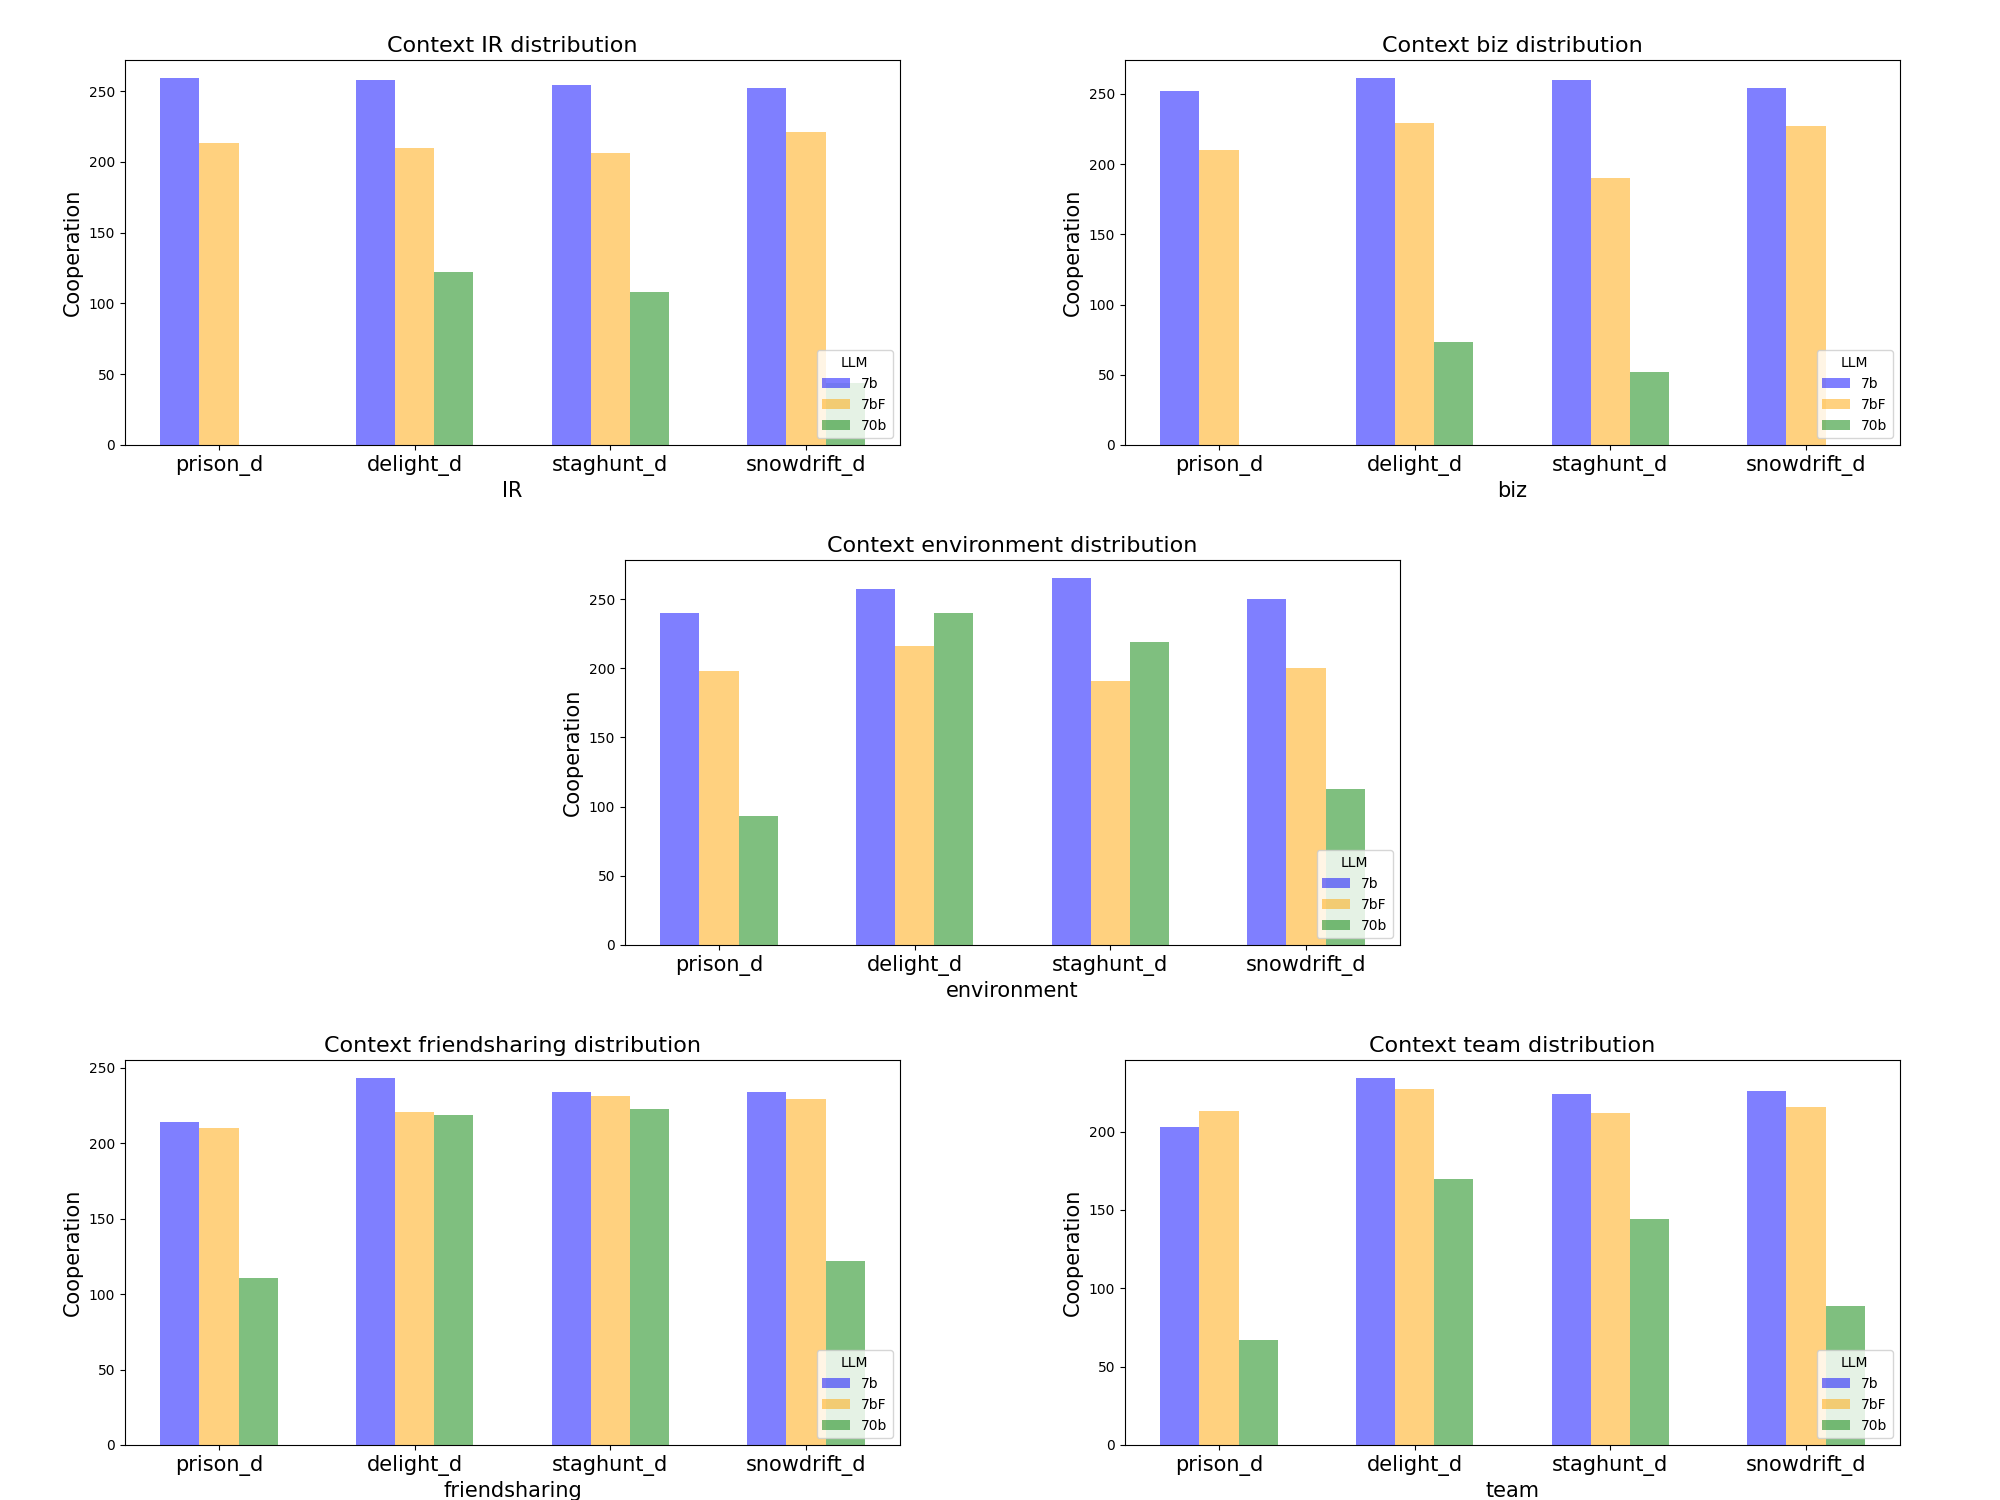 Context IR distribution
Cooperation
250
200
150
100
50
0
LLM
7b
7bF
70b
prison_d delight_d staghunt_d snowdrift_d
IR
Context biz distribution
Cooperation
250
200
150
100
50
0
LLM
7b
7bF
70b
prison_d delight_d staghunt_d snowdrift_d
biz
Context environment distribution
Cooperation
250
200
150
100
50
0
LLM
7b
7bF
70b
prison_d delight_d staghunt_d snowdrift_d
environment
Context friendsharing distribution
Cooperation
250
200
150
100
50
0
LLM
7b
7bF
70b
prison_d delight_d staghunt_d snowdrift_d
friendsharing
Context team distribution
Cooperation
200
150
100
50
0
LLM
7b
7bF
70b
prison_d delight_d staghunt_d snowdrift_d
team